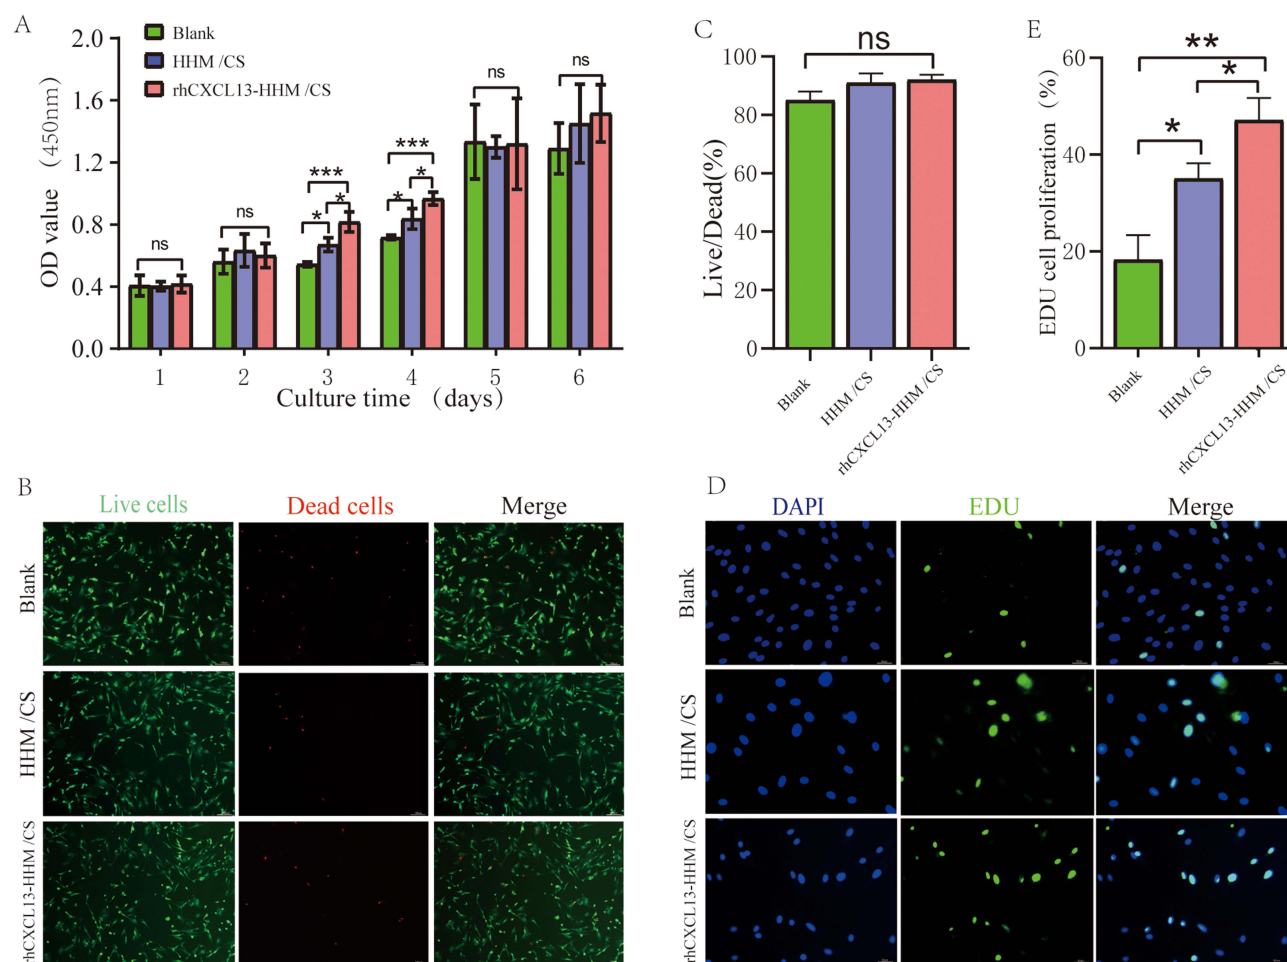 A
2.0
1.6
1.2
0.8
0.4
0.0
OD value (450nm)
Blank
HHM /CS
rhCXCL13-HHM /CS
ns
ns
***
*
*
***
*
*
ns
ns
1 2 3 4 5 6
Culture time (days)
C
100
80
60
40
20
0
Live/Dead(%)
ns
Blank
HHM /CS
rhCXCL13-HHM /CS
E
60
40
20
0
EDU cell proliferation (%)
**
*
*
Blank
HHM /CS
rhCXCL13-HHM /CS
B
Live cells Dead cells Merge
Blank
HHM /CS
rhCXCL13-HHM /CS
D
DAPI EDU Merge
Blank
HHM /CS
rhCXCL13-HHM /CS